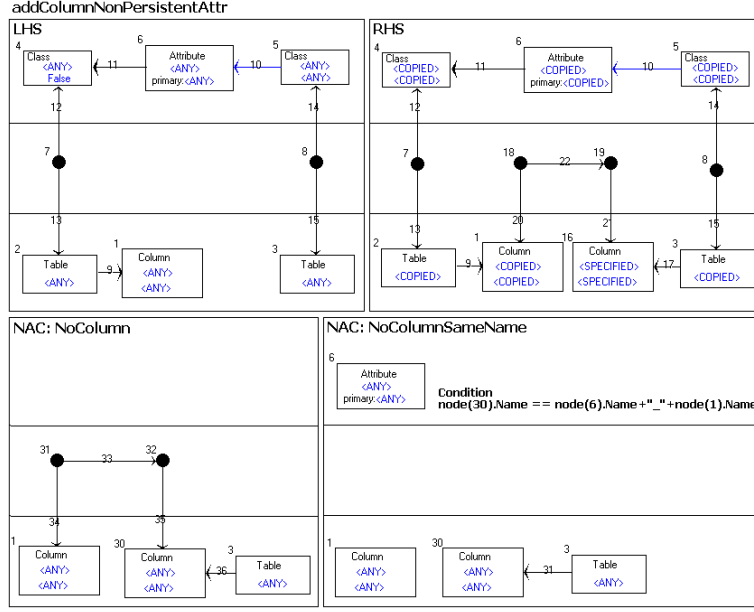 addColumnNonPersistentAttr
LHS
4
Class
<ANY>
False
11
6
Attribute
<ANY>
primary:<ANY>
10
5
Class
<ANY>
<ANY>
12
14
7
8
13
15
2
Table
<ANY>
9
1
Column
<ANY>
<ANY>
3
Table
<ANY>
RHS
4
Class
<COPIED>
<COPIED>
11
6
Attribute
<COPIED>
primary:<COPIED>
10
5
Class
<COPIED>
<COPIED>
12
14
7
18
22
19
8
13
20
21
15
2
Table
<COPIED>
9
1
Column
<COPIED>
<COPIED>
16
Column
<SPECIFIED>
<SPECIFIED>
17
3
Table
<COPIED>
NAC: NoColumn
31
33
32
34
35
1
Column
<ANY>
<ANY>
30
Column
<ANY>
<ANY>
36
3
Table
<ANY>
NAC: NoColumnSameName
6
Attribute
<ANY>
primary:<ANY>
Condition
node(30).Name == node(6).Name+"_"+node(1).Name
1
Column
<ANY>
<ANY>
30
Column
<ANY>
<ANY>
31
3
Table
<ANY>